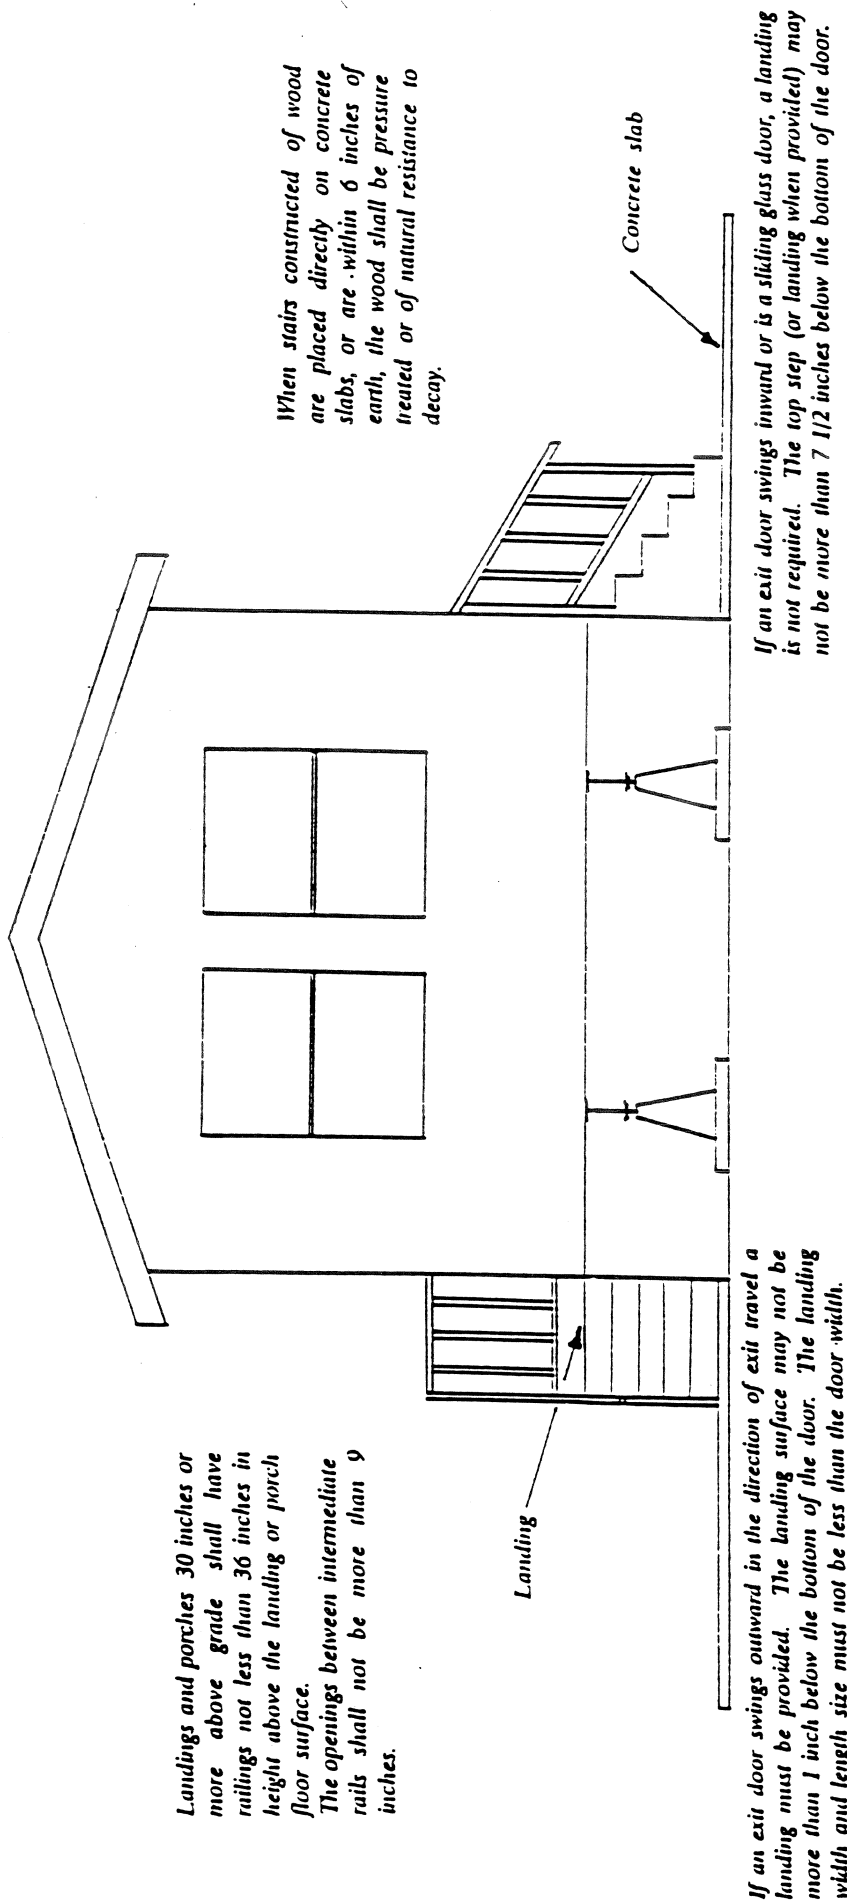 Landings and porches 30 inches or
more above grade shall have
railings not less than 36 inches in
height above the landing or porch
floor surface.
The openings between intermediate
rails shall not be more than 9
inches.
When stairs constructed of wood
are placed directly on concrete
slabs, or are within 6 inches of
earth, the wood shall be pressure
treated or of natural resistance to
decay.
Landing
Concrete slab
If an exit door swings outward in the direction of exit travel a
landing must be provided. The landing surface may not be
more than 1 inch below the bottom of the door. The landing
width and length size must not be less than the door width.
If an exit door swings inward or is a sliding glass door, a landing
is not required. The top step (or landing when provided) may
not be more than 7 1/2 inches below the bottom of the door.